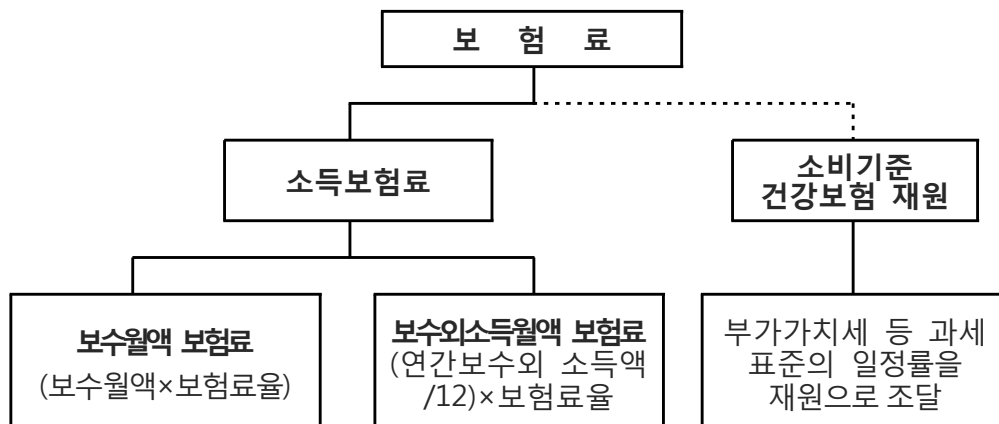 보 험 료
소득보험료
소비기준
건강보험 재원
보수월액 보험료
(보수월액×보험료율)
보수외소득월액 보험료
(연간보수외 소득액
/12)×보험료율
부가가치세 등 과세
표준의 일정률을
재원으로 조달